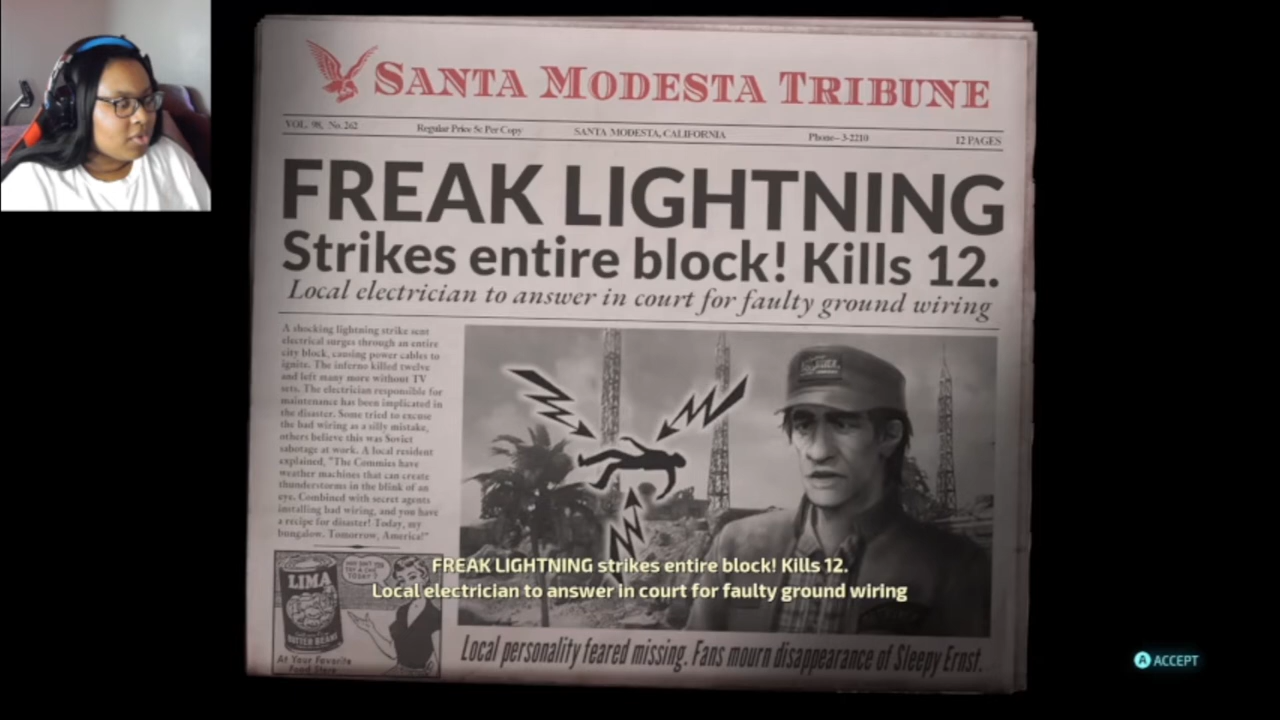 SANTA MODESTA TRIBUNE
VOL. 98, No. 262 Regular Price 5c Per Copy SANTA MODESTA, CALIFORNIA Phone–3-2210 12 PAGES
FREAK LIGHTNING
Strikes entire block! Kills 12.
Local electrician to answer in court for faulty ground wiring
A shocking lightning strike sent
electrical surges through an entire
city block, causing power cables to
ignite. The inferno killed twelve
and left many more without TV
sets. The electrician responsible for
maintenance has been implicated in
the disaster. Some tried to excuse
the bad wiring as a silly mistake,
others believe this was Soviet
sabotage at work. A local resident
explained, "The Commies have
weather machines that can create
thunderstorms in the blink of an
eye. Combined with secret agents
installing bad wiring, and you have
a recipe for disaster! Today, my
bungalow. Tomorrow, America!"
LIMA
BUTTER BEANS
At Your Favorite
Food Store
TRY A CAN
TODAY?
FREAK LIGHTNING strikes entire block! Kills 12.
Local electrician to answer in court for faulty ground wiring
Local personality feared missing. Fans mourn disappearance of Sleepy Ernst.
A ACCEPT